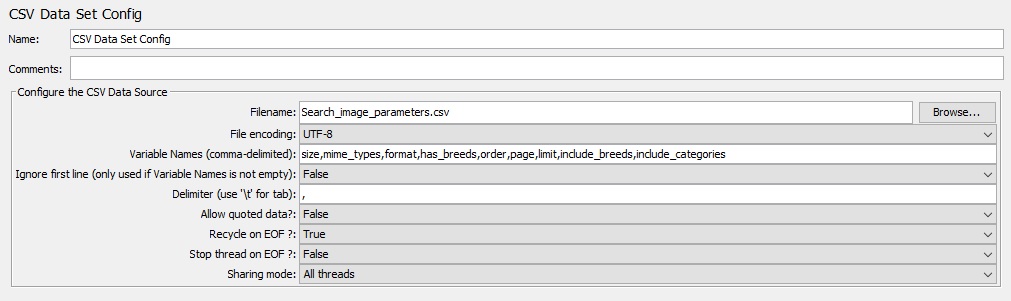 CSV Data Set Config
Name: CSV Data Set Config
Comments:
Configure the CSV Data Source
Filename: Search_image_parameters.csv Browse...
File encoding: UTF-8
Variable Names (comma-delimited): size,mime_types,format,has_breeds,order,page,limit,include_breeds,include_categories
Ignore first line (only used if Variable Names is not empty): False
Delimiter (use '\t' for tab): ,
Allow quoted data?: False
Recycle on EOF ?: True
Stop thread on EOF ?: False
Sharing mode: All threads